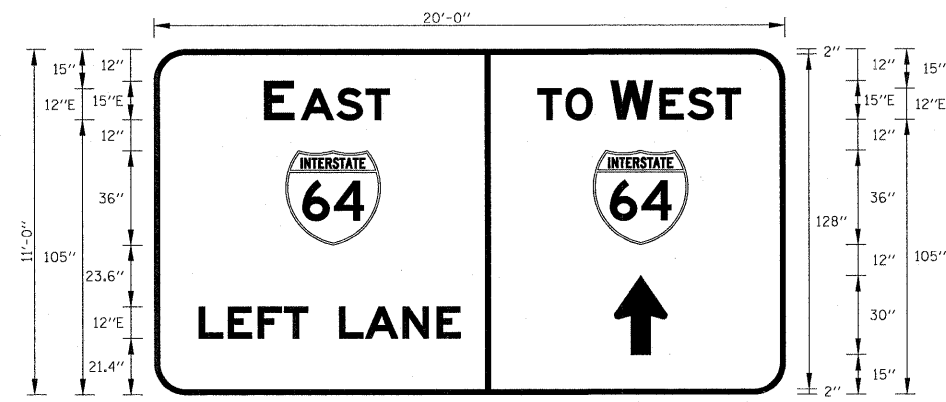 20'-0"
11'-0"
15"
12"E
105"
12"
15"E
12"
36"
23.6"
12"E
21.4"
EAST
INTERSTATE
64
LEFT LANE
TO WEST
INTERSTATE
64
2"
128"
2"
12"
15"E
12"
36"
12"
30"
15"
15"
12"E
105"